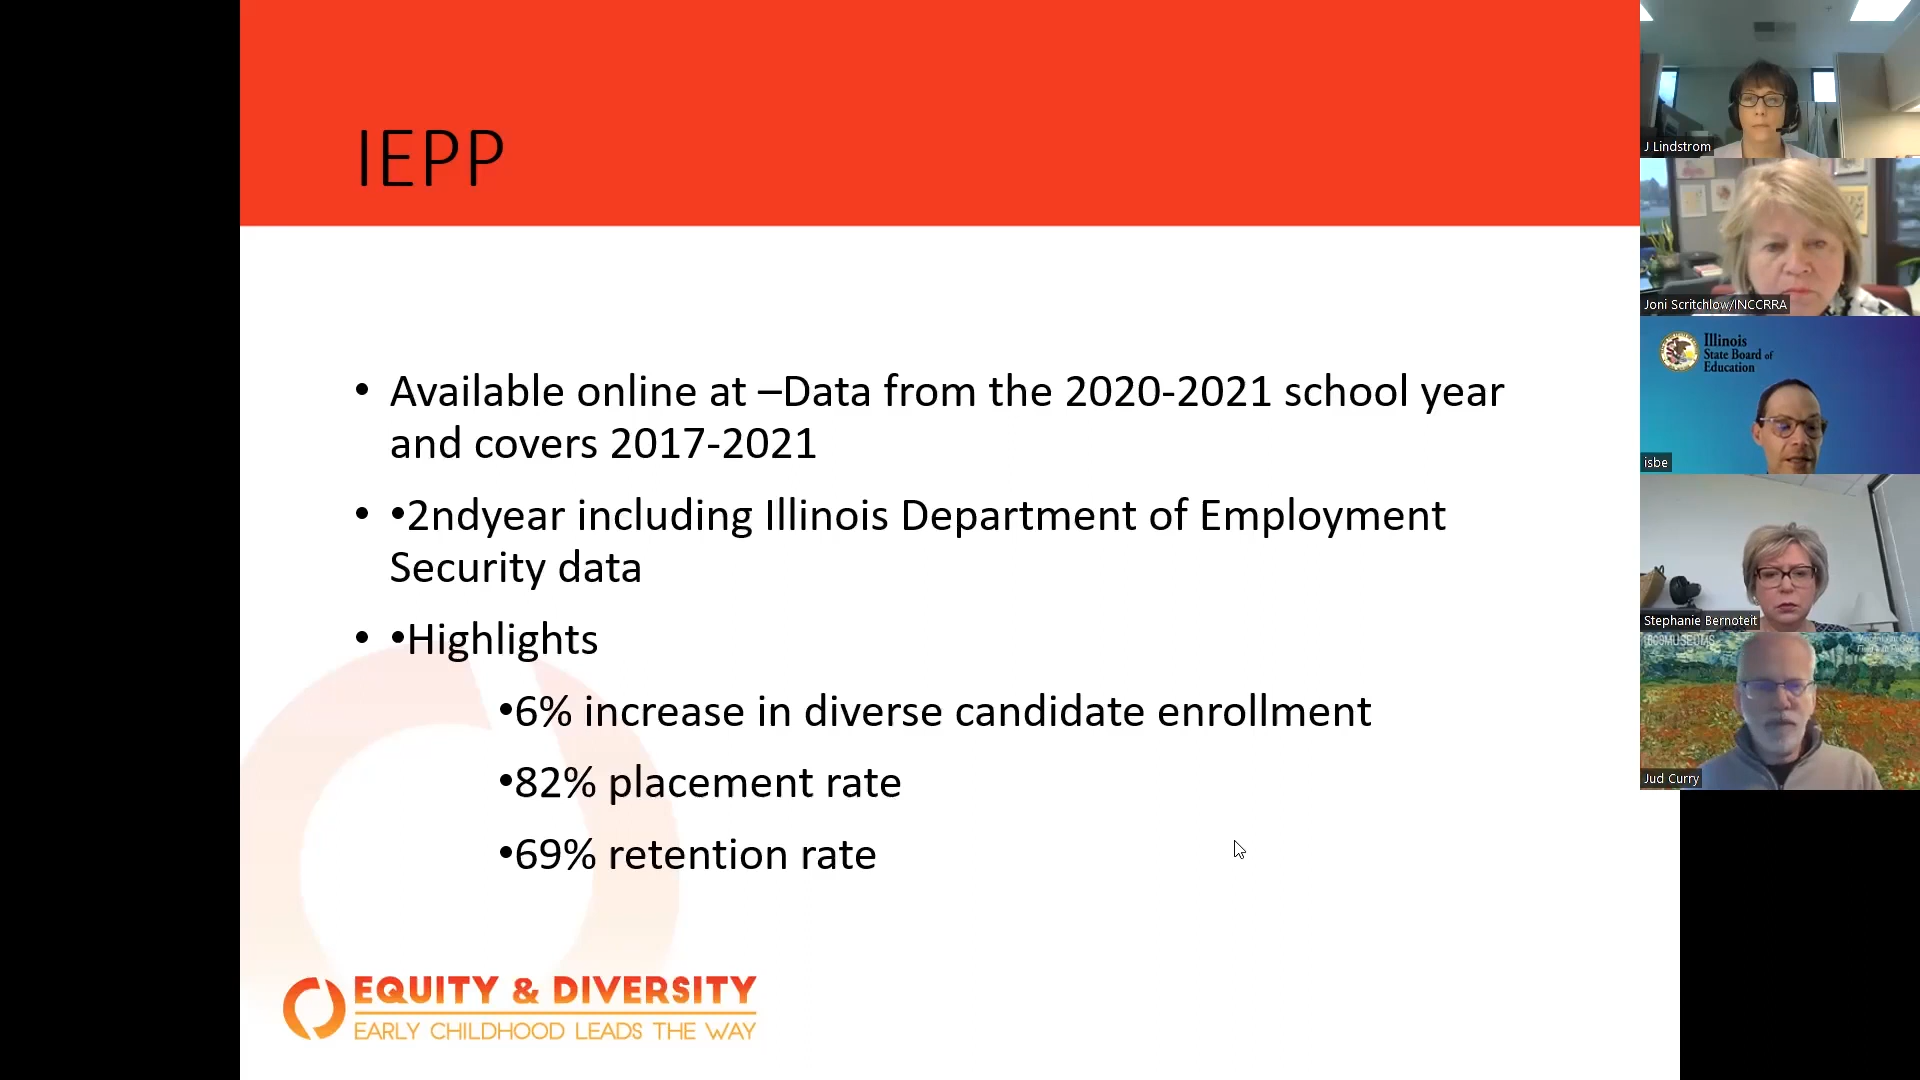 IEPP
• Available online at –Data from the 2020-2021 school year
and covers 2017-2021
• •2ndyear including Illinois Department of Employment
Security data
• •Highlights
•6% increase in diverse candidate enrollment
•82% placement rate
•69% retention rate
EQUITY & DIVERSITY
EARLY CHILDHOOD LEADS THE WAY
J Lindstrom
Joni Scritchlow/INCCRRA
Illinois
State Board of
Education
isbe
Stephanie Bernoteit
Jud Curry